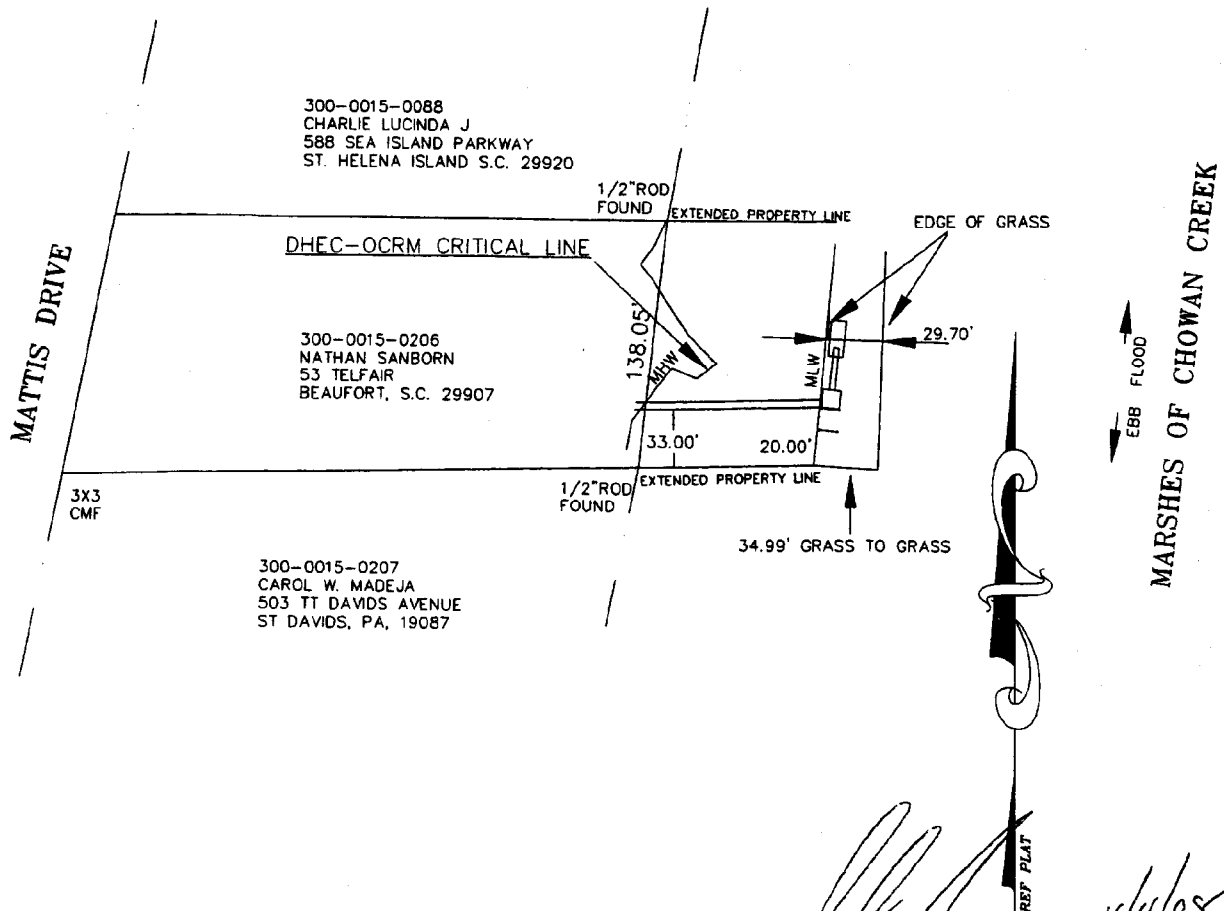 300-0015-0088
CHARLIE LUCINDA J
588 SEA ISLAND PARKWAY
ST. HELENA ISLAND S.C. 29920
1/2"ROD
FOUND
EXTENDED PROPERTY LINE
EDGE OF GRASS
DHEC-OCRM CRITICAL LINE
MATTIS DRIVE
300-0015-0206
NATHAN SANBORN
53 TELFAIR
BEAUFORT, S.C. 29907
138.05'
MHW
MLW
29.70'
EBB FLOOD
MARSHES OF CHOWAN CREEK
33.00'
20.00'
3X3
CMF
1/2"ROD
FOUND
EXTENDED PROPERTY LINE
34.99' GRASS TO GRASS
300-0015-0207
CAROL W. MADEJA
503 TT DAVIDS AVENUE
ST DAVIDS, PA, 19087
REF PLAT